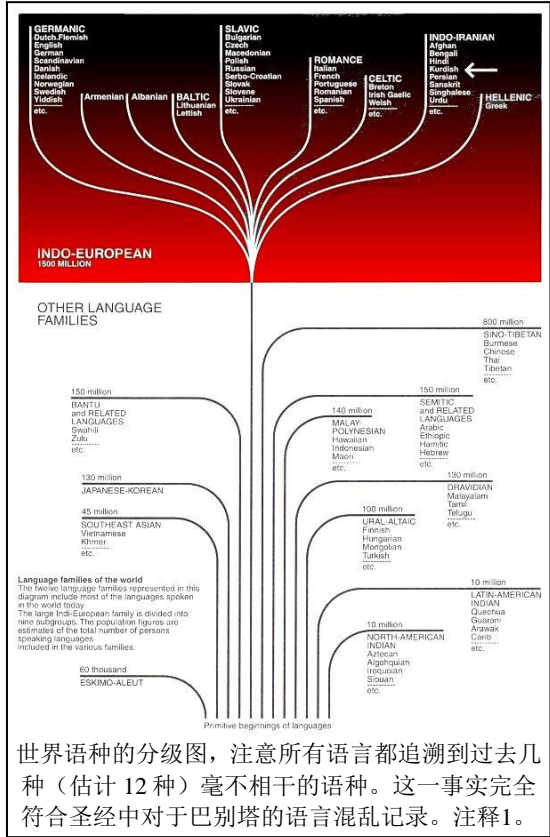 GERMANIC
Dutch,Flemish
English
German
Scandinavian
Danish
Icelandic
Norwegian
Swedish
Yiddish
etc.
Armenian
Albanian
BALTIC
Lithuanian
Lettish
etc.
SLAVIC
Bulgarian
Czech
Macedonian
Polish
Russian
Serbo-Croatian
Slovak
Slovene
Ukrainian
etc.
ROMANCE
Italian
French
Portuguese
Romanian
Spanish
etc.
CELTIC
Breton
Irish Gaelic
Welsh
etc.
INDO-IRANIAN
Afghan
Bengali
Hindi
Kurdish
Persian
Sanskrit
Singhalese
Urdu
etc.
HELLENIC
Greek
INDO-EUROPEAN
1500 MILLION
OTHER LANGUAGE
FAMILIES
800 million
SINO-TIBETAN
Burmese
Chinese
Thai
Tibetan
etc.
150 million
BANTU
and RELATED
LANGUAGES
Swahili
Zulu
etc.
140 million
MALAY-
POLYNESIAN
Hawaiian
Indonesian
Maori
etc.
150 million
SEMITIC
and RELATED
LANGUAGES
Arabic
Ethiopic
Hamitic
Hebrew
etc.
130 million
JAPANESE-KOREAN
130 million
DRAVIDIAN
Malayalam
Tamil
Telugu
etc.
45 million
SOUTHEAST ASIAN
Vietnamese
Khmer
etc.
100 million
URAL-ALTAIC
Finnish
Hungarian
Mongolian
Turkish
etc.
Language families of the world
The twelve language families represented in this
diagram include most of the languages spoken
in the world today.
The large Indi-European family is divided into
nine subgroups. The population figures are
estimates of the total number of persons
speaking languages
included in the various families.
10 million
LATIN-AMERICAN
INDIAN
Quechua
Guarani
Arawak
Carib
etc.
10 million
NORTH-AMERICAN
INDIAN
Aztecan
Algohquian
Iroquoian
Siouan
etc.
60 thousand
ESKIMO-ALEUT
Primitive beginnings of languages
世界语种的分级图，注意所有语言都追溯到过去几
种（估计 12 种）毫不相干的语种。这一事实完全
符合圣经中对于巴别塔的语言混乱记录。注释1。